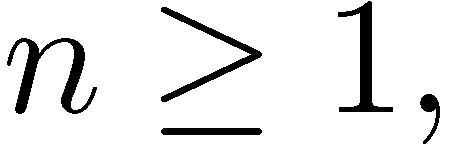 n ≥ 1,